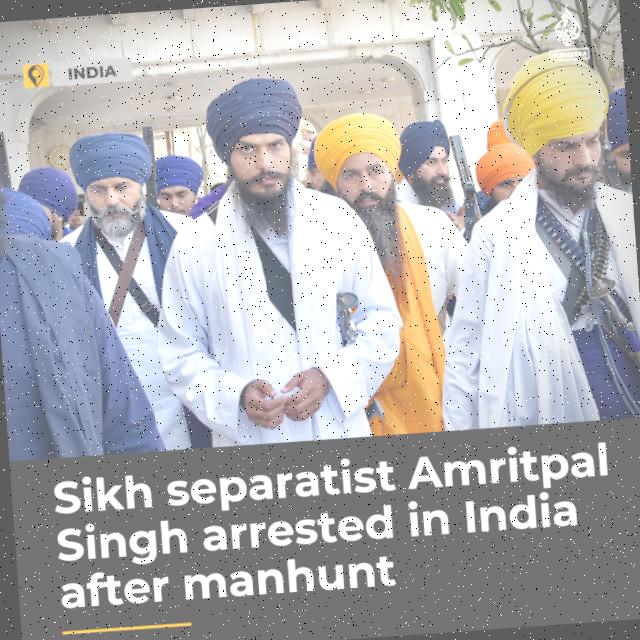 INDIA
Sikh separatist Amritpal
Singh arrested in India
after manhunt